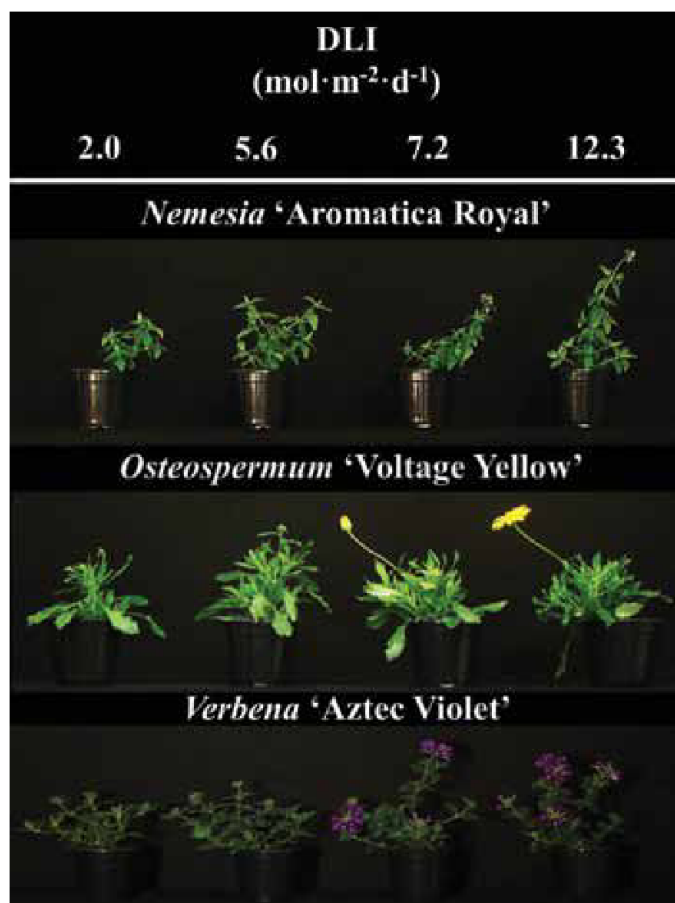 DLI
(mol·m⁻²·d⁻¹)
2.0 5.6 7.2 12.3
Nemesia ‘Aromatica Royal’
Osteospermum ‘Voltage Yellow’
Verbena ‘Aztec Violet’